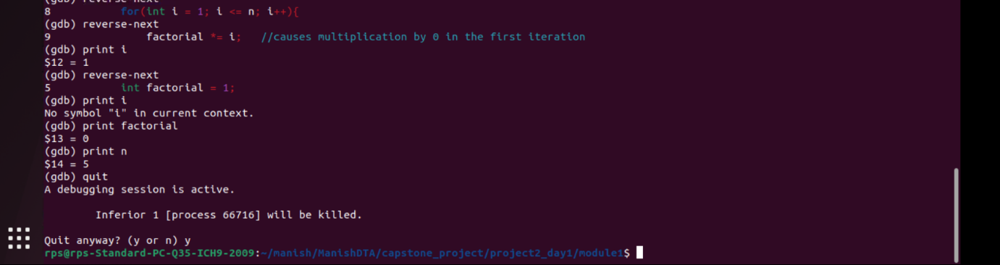 (gdb) reverse-next
8 for(int i = 1; i <= n; i++){
(gdb) reverse-next
9 factorial *= i; //causes multiplication by 0 in the first iteration
(gdb) print i
$12 = 1
(gdb) reverse-next
5 int factorial = 1;
(gdb) print i
No symbol "i" in current context.
(gdb) print factorial
$13 = 0
(gdb) print n
$14 = 5
(gdb) quit
A debugging session is active.
Inferior 1 [process 66716] will be killed.
Quit anyway? (y or n) y
rps@rps-Standard-PC-Q35-ICH9-2009:~/manish/ManishDTA/capstone_project/project2_day1/module1$